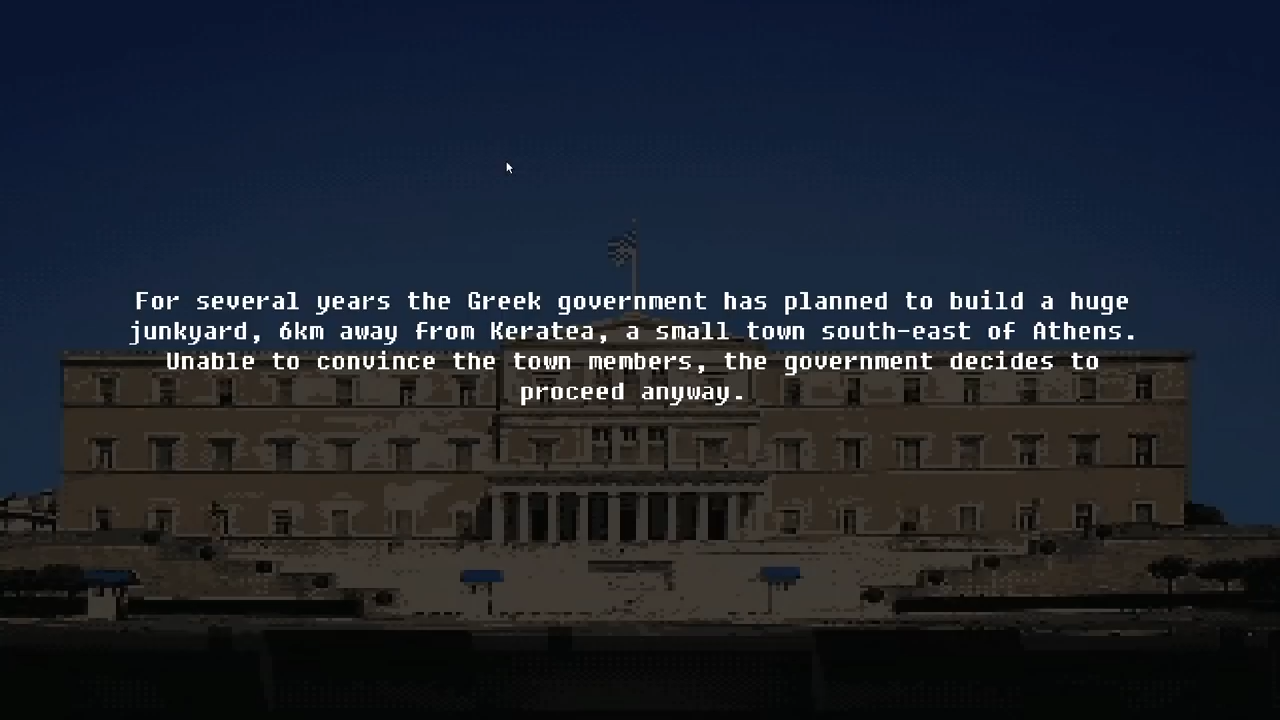 For several years the Greek government has planned to build a huge
junkyard, 6km away from Keratea, a small town south-east of Athens.
Unable to convince the town members, the government decides to
proceed anyway.